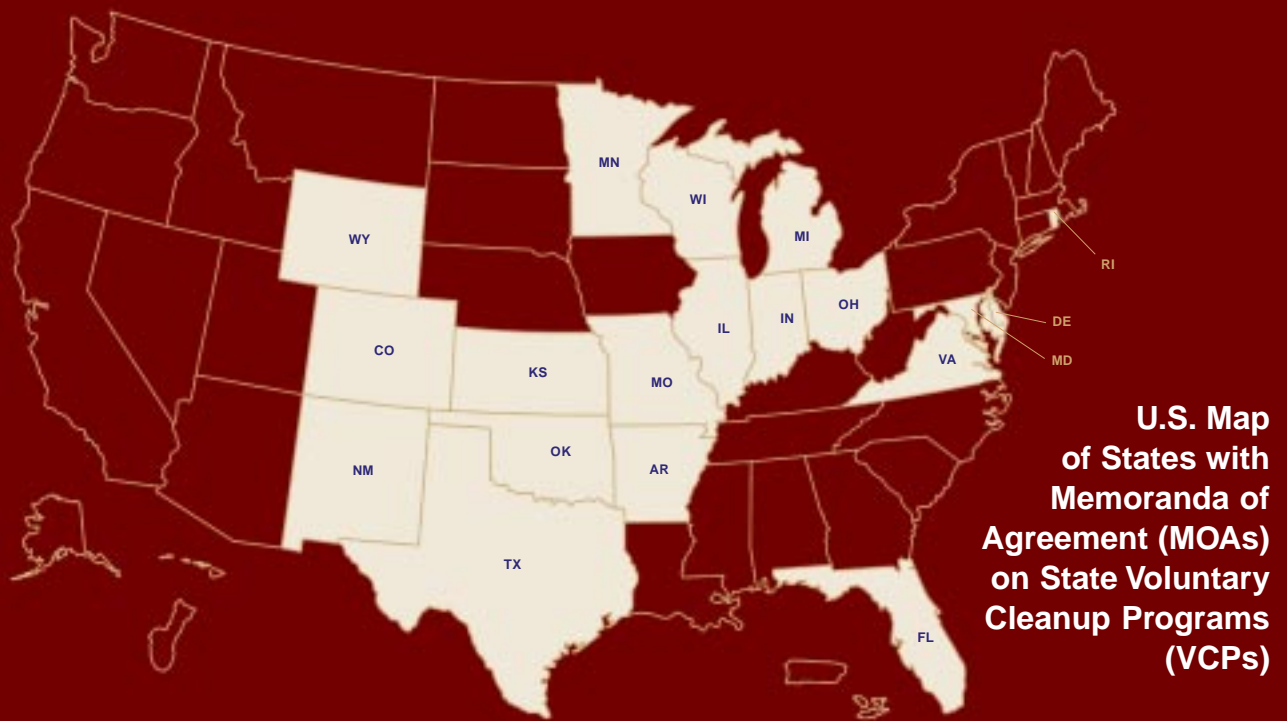 MN
WI
WY
MI
RI
OH
IN
DE
IL
CO
VA
MD
KS
MO
U.S. Map
of States with
Memoranda of
Agreement (MOAs)
on State Voluntary
Cleanup Programs
(VCPs)
OK
NM
AR
TX
FL